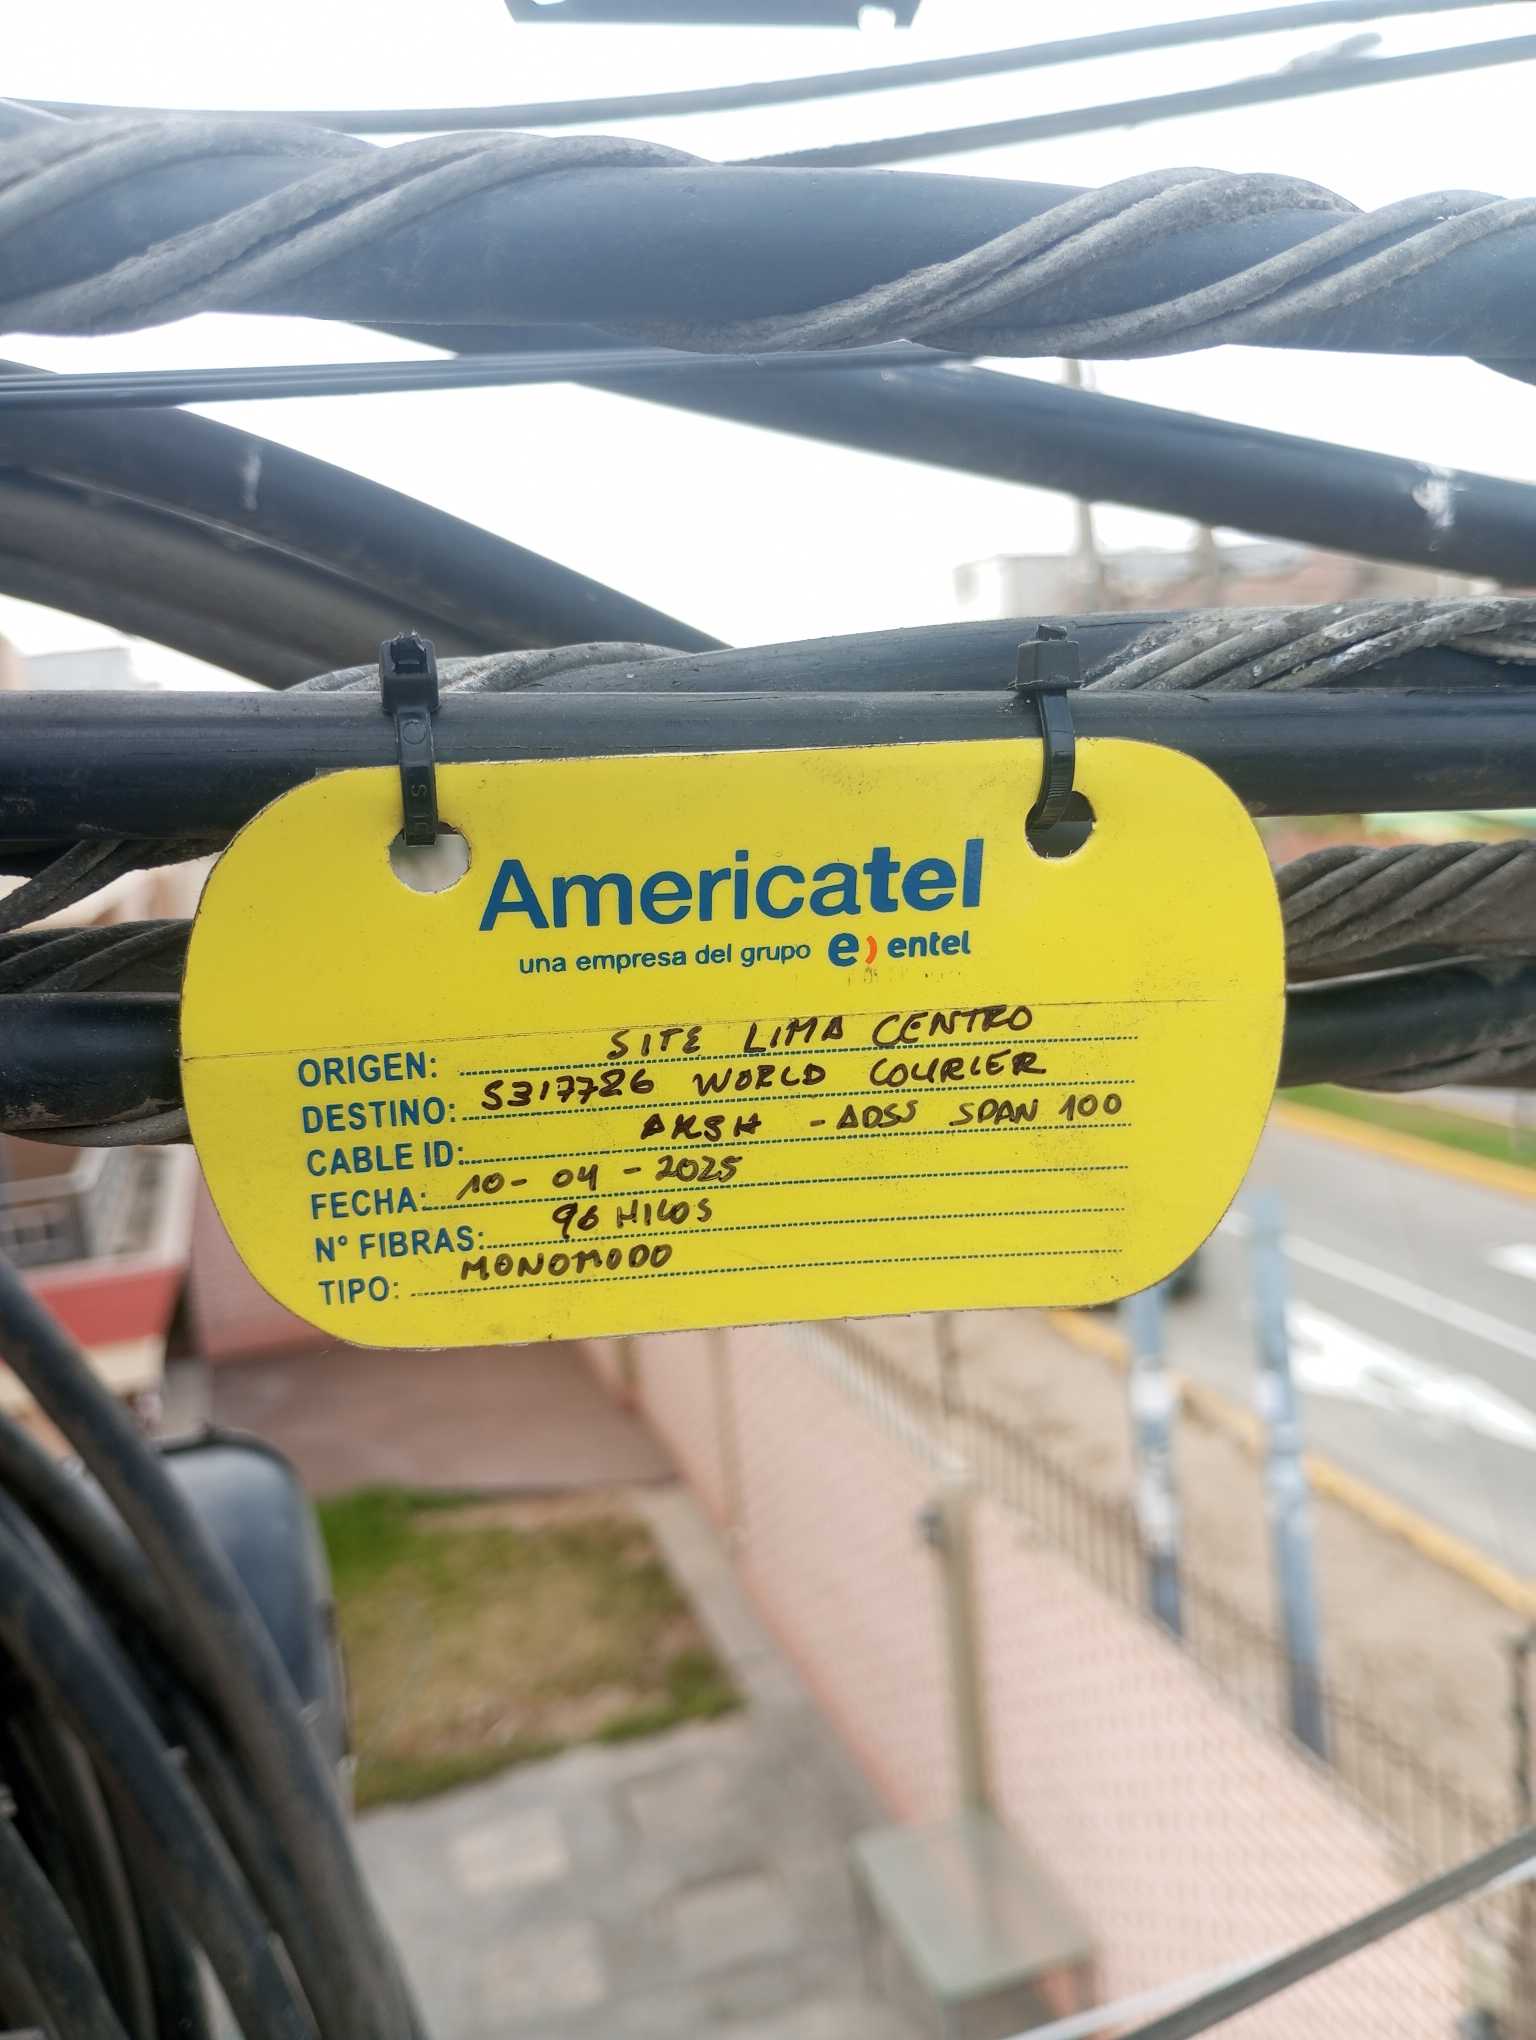 Americatel
una empresa del grupo e) entel
ORIGEN: SITE LIMA CENTRO
DESTINO: S317726 WORLD COURIER
CABLE ID: AKSH - ADSS SPAN 100
FECHA: 10-04-2025
N° FIBRAS: 96 HILOS
TIPO: MONOMODO